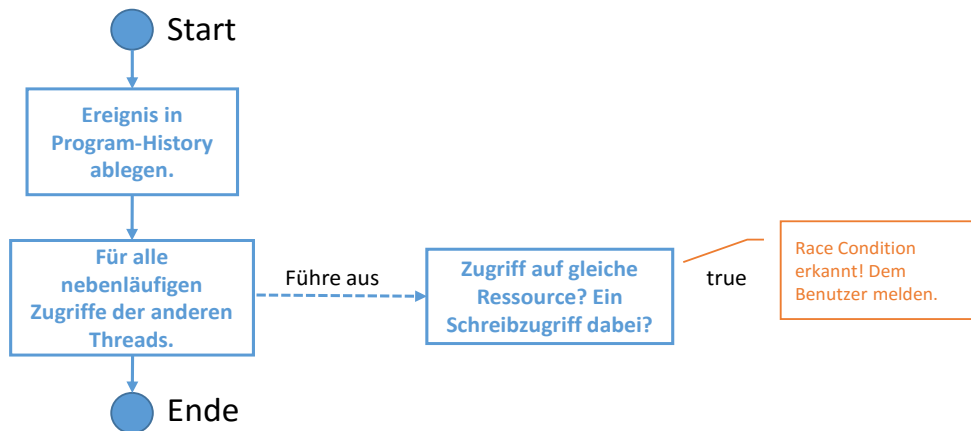 Start
Ereignis in
Program-History
ablegen.
Für alle
nebenläufigen
Zugriffe der anderen
Threads.
Führe aus
Zugriff auf gleiche
Ressource? Ein
Schreibzugriff dabei?
true
Race Condition
erkannt! Dem
Benutzer melden.
Ende